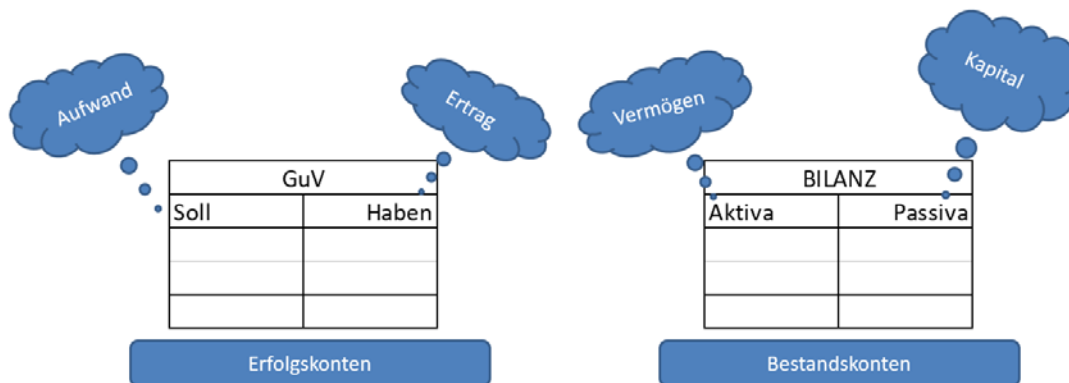 Aufwand
Ertrag
GuV
Soll Haben
Erfolgskonten
Vermögen
Kapital
BILANZ
Aktiva Passiva
Bestandskonten